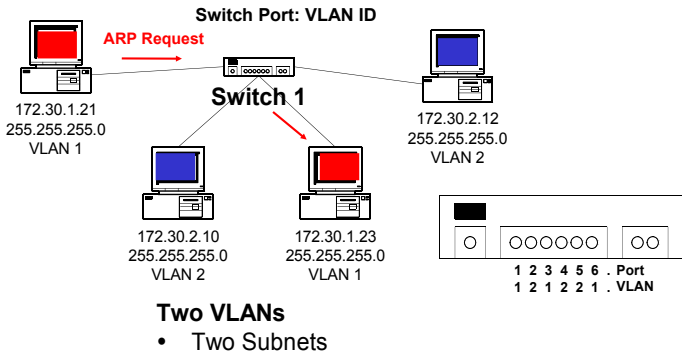 Switch Port: VLAN ID
ARP Request
Switch 1
172.30.1.21
255.255.255.0
VLAN 1
172.30.2.12
255.255.255.0
VLAN 2
172.30.2.10
255.255.255.0
VLAN 2
172.30.1.23
255.255.255.0
VLAN 1
1 2 3 4 5 6 . Port
1 2 1 2 2 1 . VLAN
Two VLANs
• Two Subnets